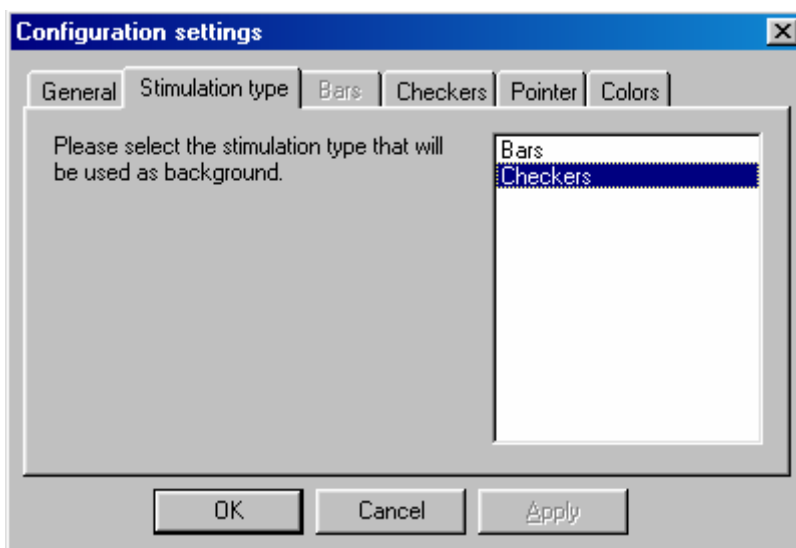 Configuration settings
General Stimulation type Bars Checkers Pointer Colors
Please select the stimulation type that will
be used as background.
Bars
Checkers
OK Cancel Apply